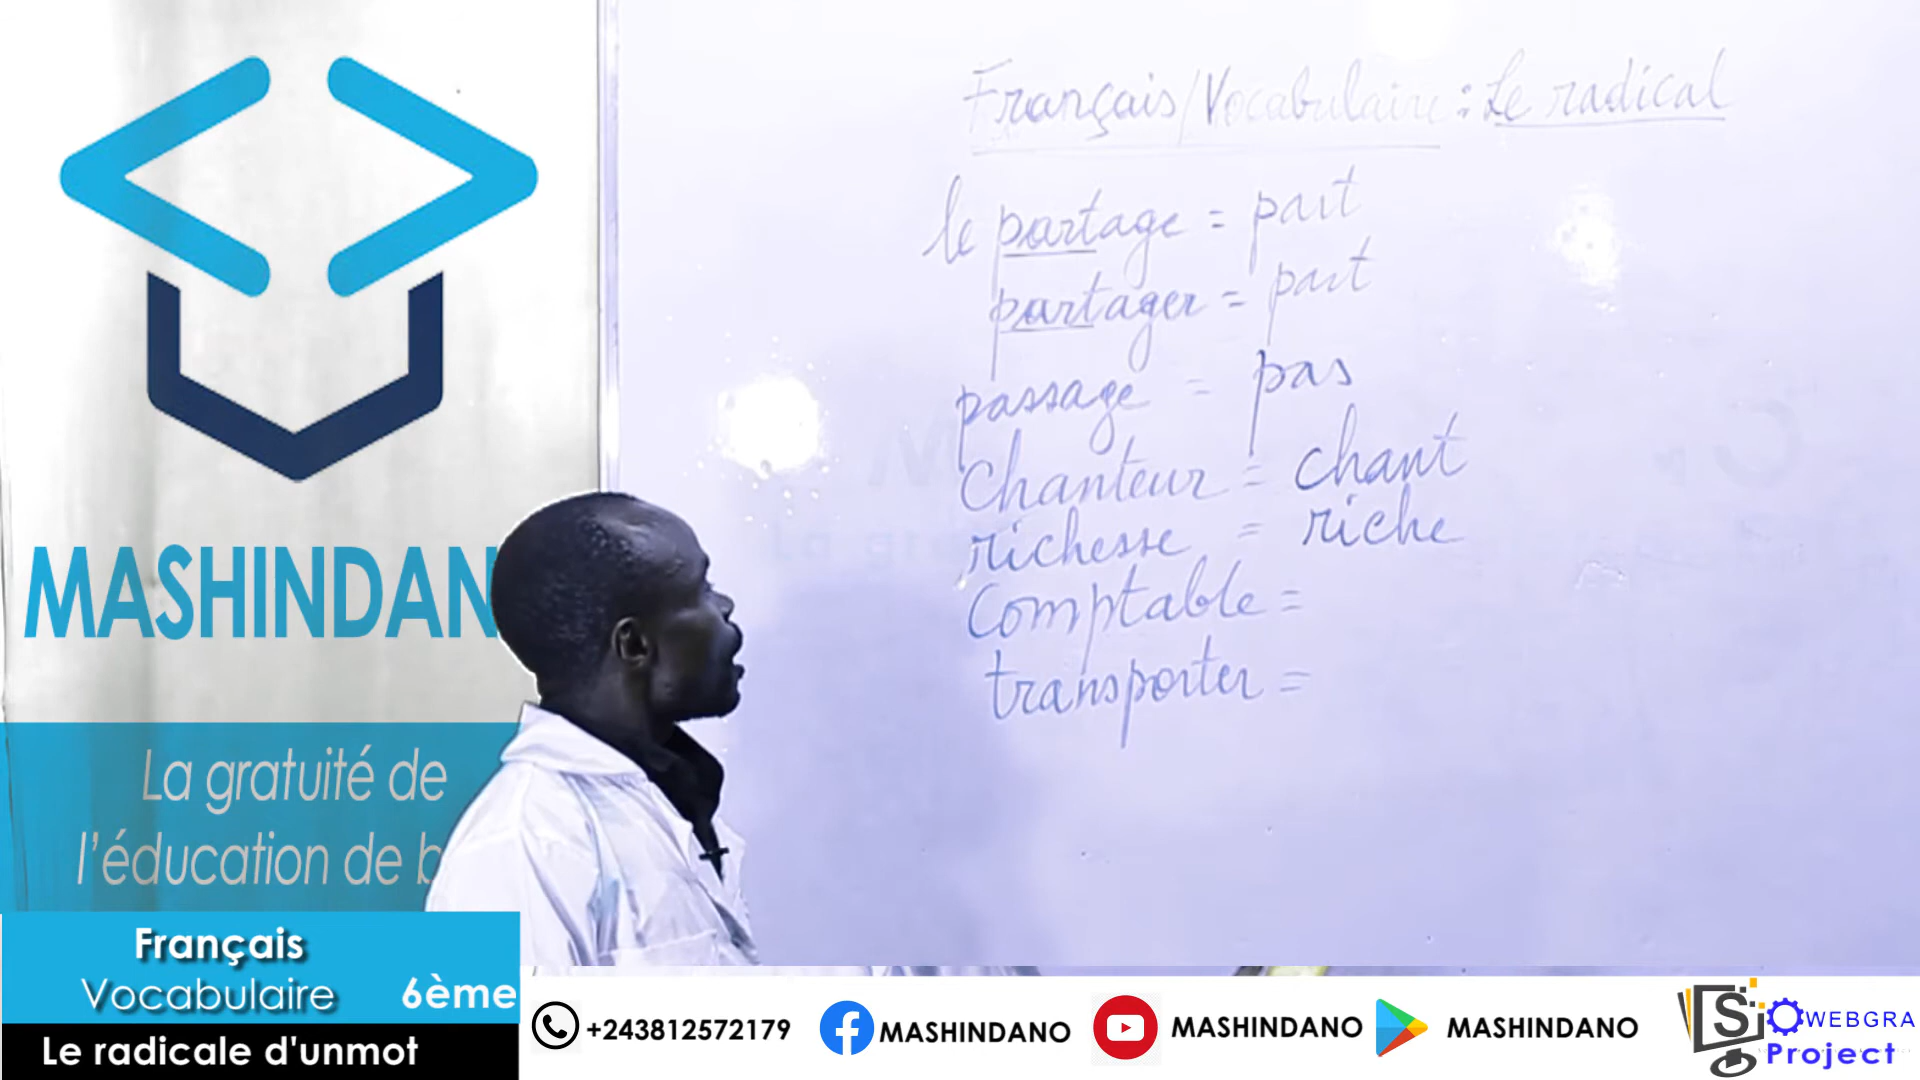 Français/Vocabulaire : Le radical
le partage = part
partager = part
passage = pas
Chanteur = chant
richesse = riche
Comptable =
transporter =
MASHINDAN
La gratuité de
l'éducation de b
Français
Vocabulaire 6ème
Le radicale d'unmot
+243812572179
MASHINDANO
MASHINDANO
MASHINDANO
S
WEBGRA
Project